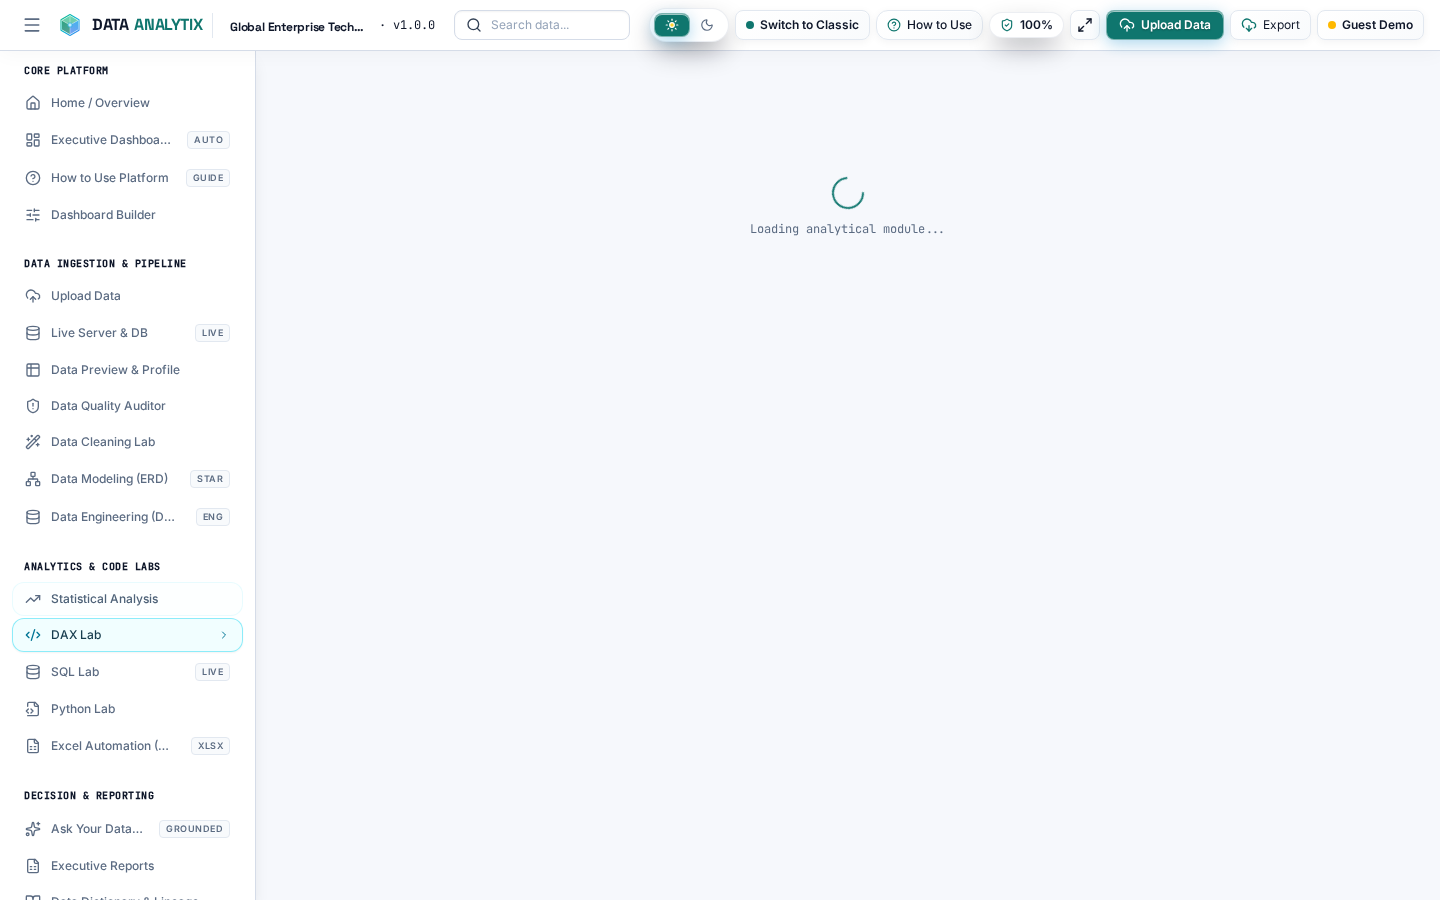 DATA ANALYTIX
Global Enterprise Tech...
· v1.0.0
Search data...
Switch to Classic
How to Use
100%
Upload Data
Export
Guest Demo
CORE PLATFORM
Home / Overview
Executive Dashboa... AUTO
How to Use Platform GUIDE
Dashboard Builder
DATA INGESTION & PIPELINE
Upload Data
Live Server & DB LIVE
Data Preview & Profile
Data Quality Auditor
Data Cleaning Lab
Data Modeling (ERD) STAR
Data Engineering (D... ENG
ANALYTICS & CODE LABS
Statistical Analysis
DAX Lab
SQL Lab LIVE
Python Lab
Excel Automation (... XLSX
DECISION & REPORTING
Ask Your Data... GROUNDED
Executive Reports
Data Dictionary & Lineage
Loading analytical module...